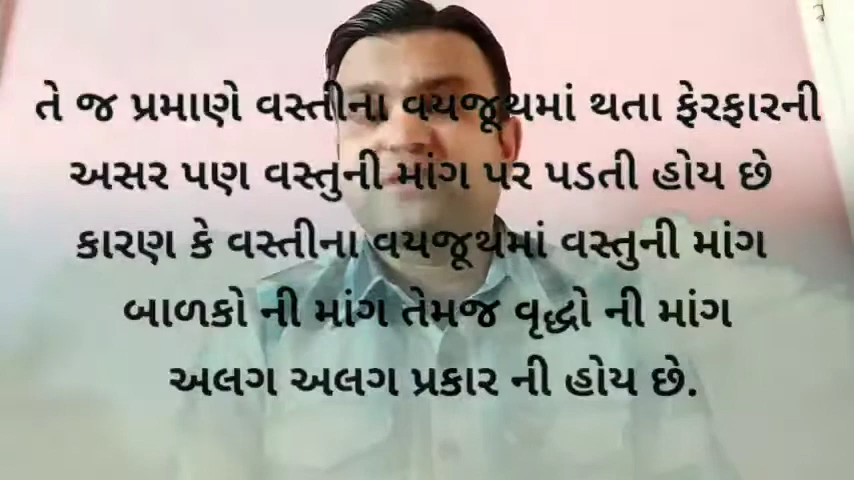 તે જ પ્રમાણે વસ્તીના વયજૂથમાં થતા ફેરફારની
અસર પણ વસ્તુની માંગ પર પડતી હોય છે
કારણ કે વસ્તીના વયજૂથમાં વસ્તુની માંગ
બાળકો ની માંગ તેમજ વૃદ્ધો ની માંગ
અલગ અલગ પ્રકાર ની હોય છે.